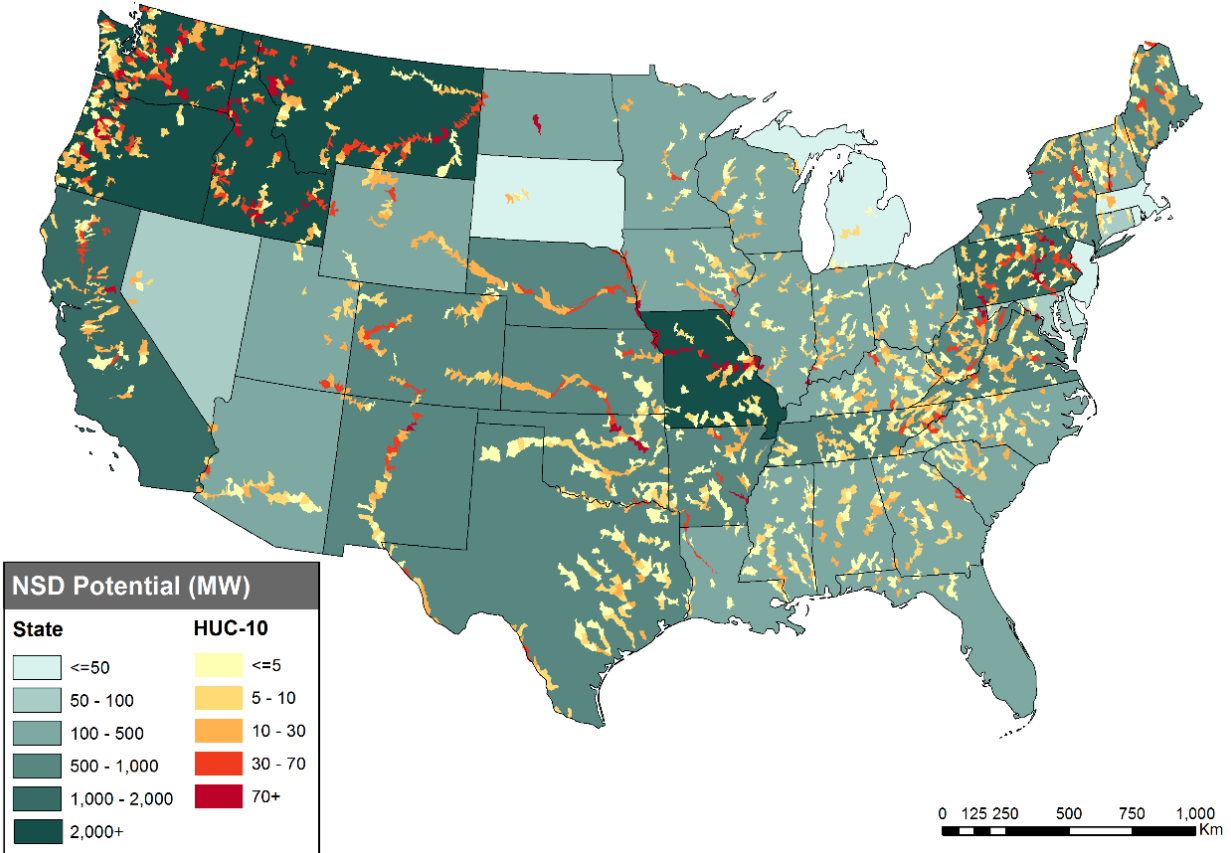 NSD Potential (MW)
State HUC-10
<=50 <=5
50 - 100 5 - 10
100 - 500 10 - 30
500 - 1,000 30 - 70
1,000 - 2,000 70+
2,000+
0 125 250 500 750 1,000
Km